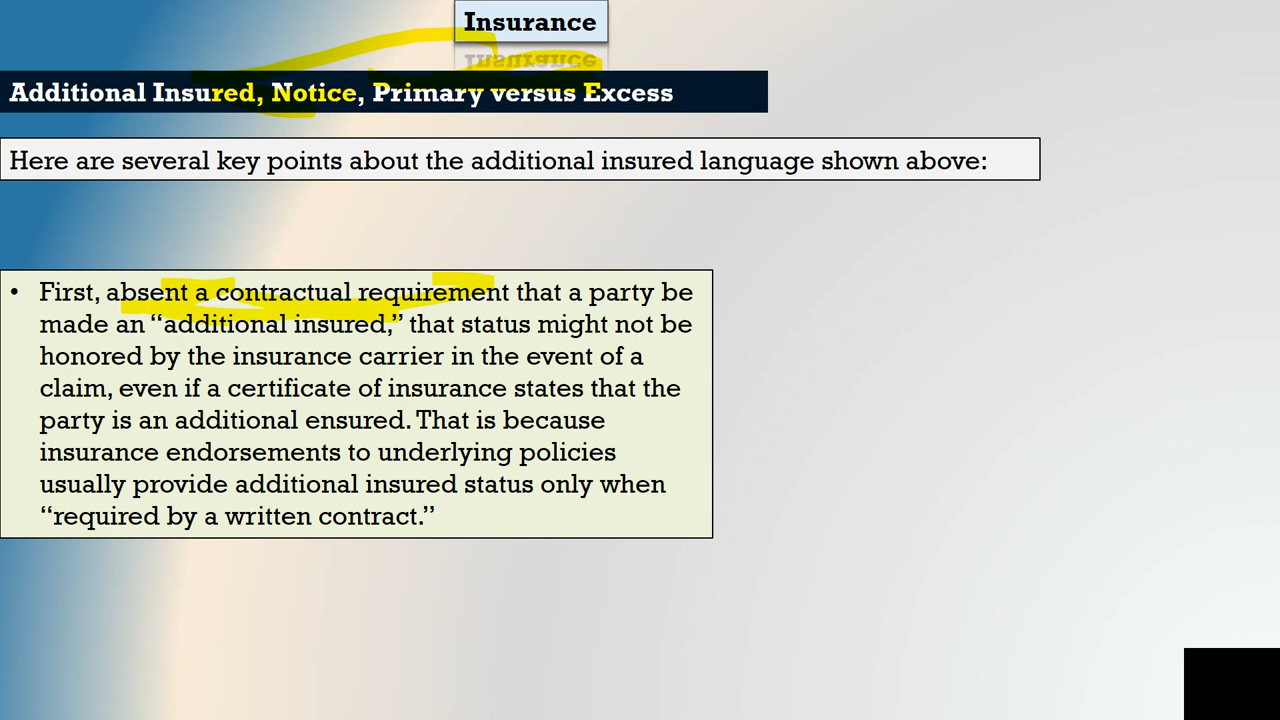 Insurance
Insurance
Additional Insured, Notice, Primary versus Excess
Here are several key points about the additional insured language shown above:
• First, absent a contractual requirement that a party be
made an “additional insured,” that status might not be
honored by the insurance carrier in the event of a
claim, even if a certificate of insurance states that the
party is an additional ensured. That is because
insurance endorsements to underlying policies
usually provide additional insured status only when
“required by a written contract.”